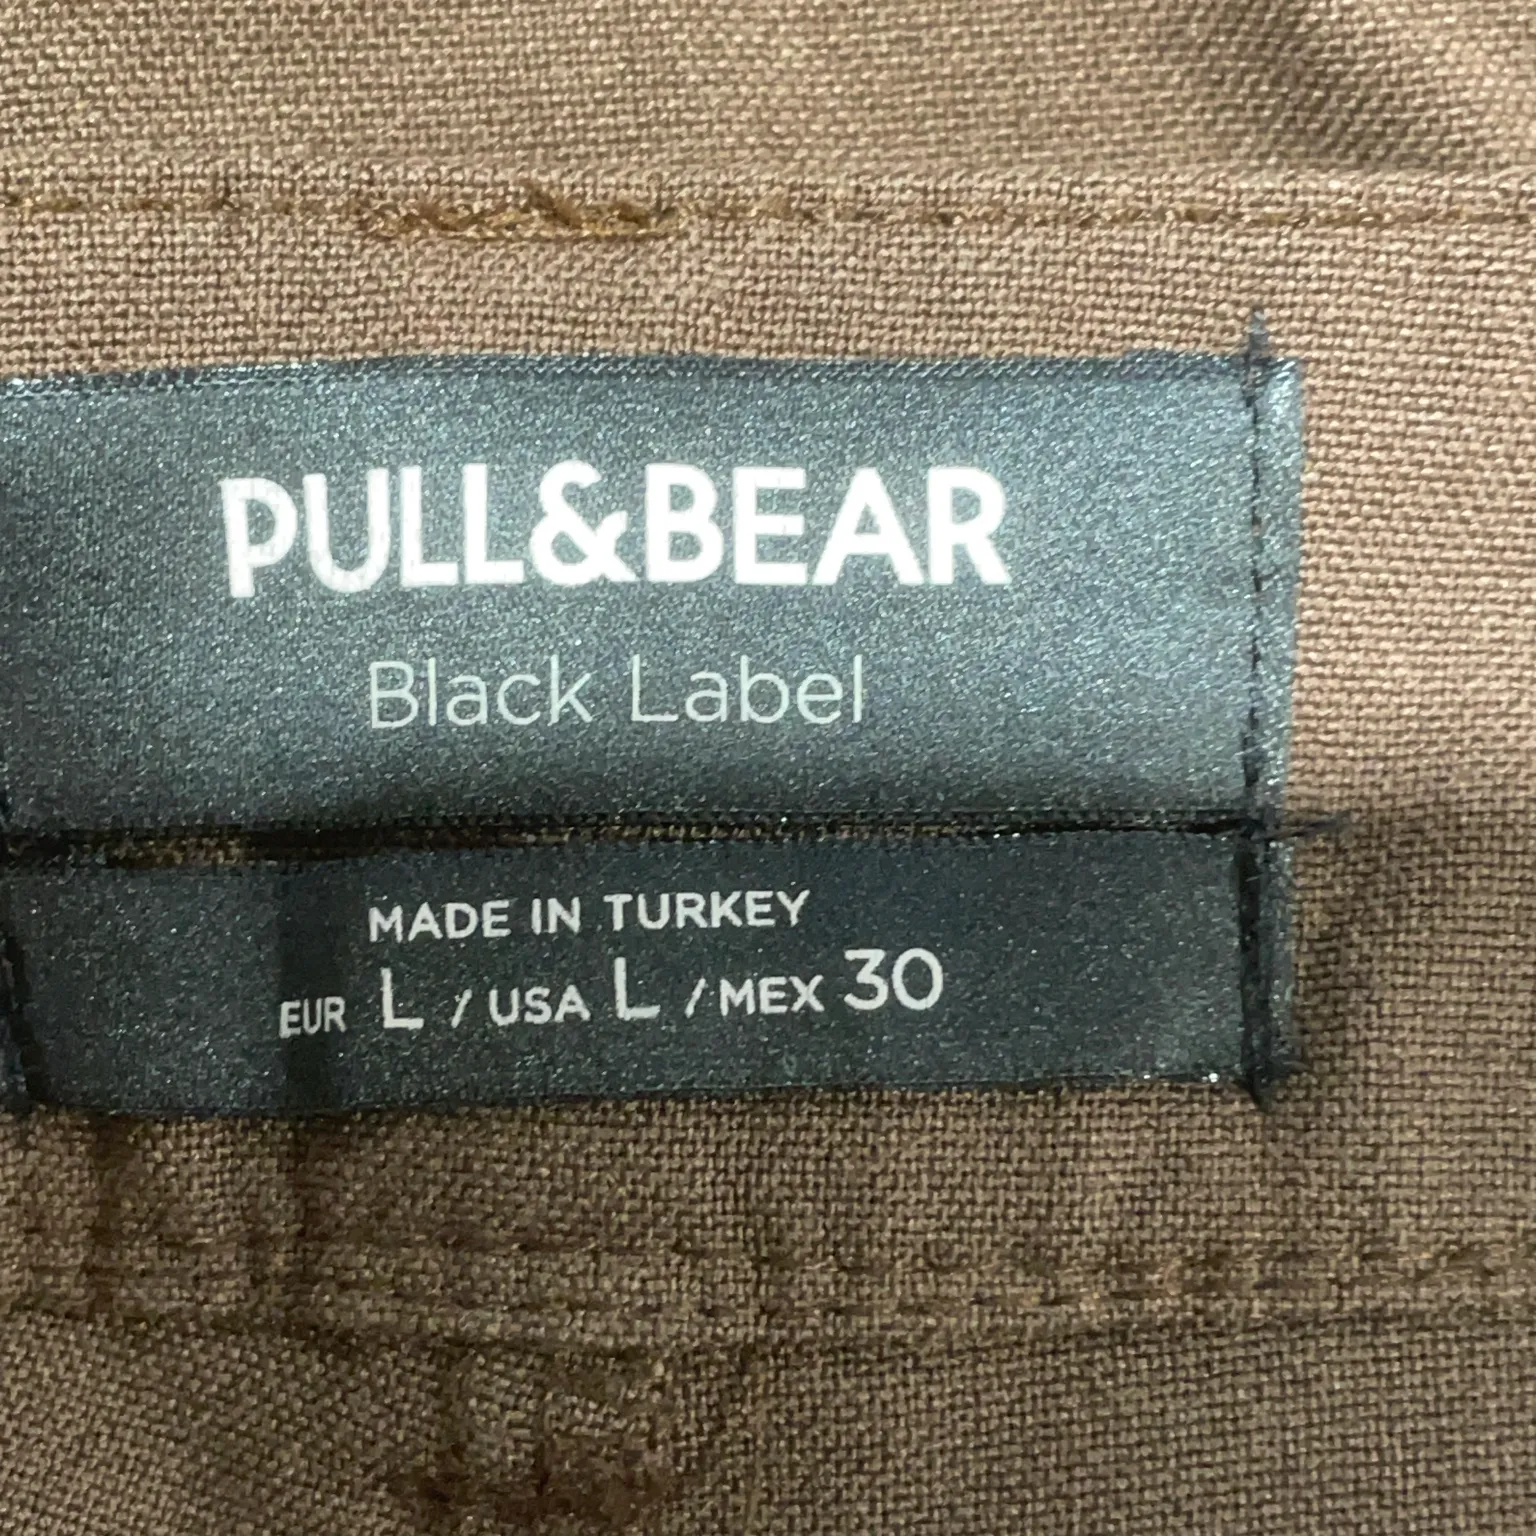 PULL&BEAR
Black Label
MADE IN TURKEY
EUR L / USA L / MEX 30